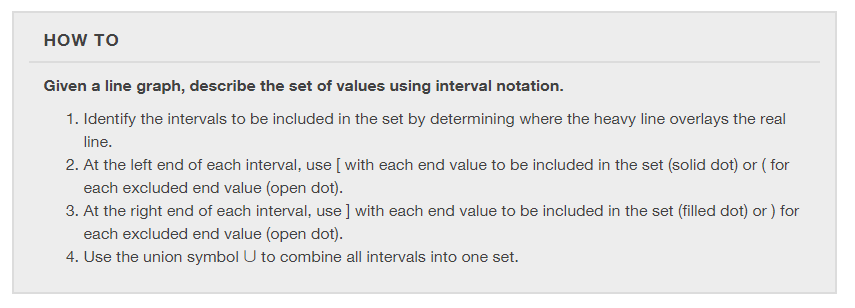 HOW TO
Given a line graph, describe the set of values using interval notation.
1. Identify the intervals to be included in the set by determining where the heavy line overlays the real
line.
2. At the left end of each interval, use [ with each end value to be included in the set (solid dot) or ( for
each excluded end value (open dot).
3. At the right end of each interval, use ] with each end value to be included in the set (filled dot) or ) for
each excluded end value (open dot).
4. Use the union symbol ∪ to combine all intervals into one set.